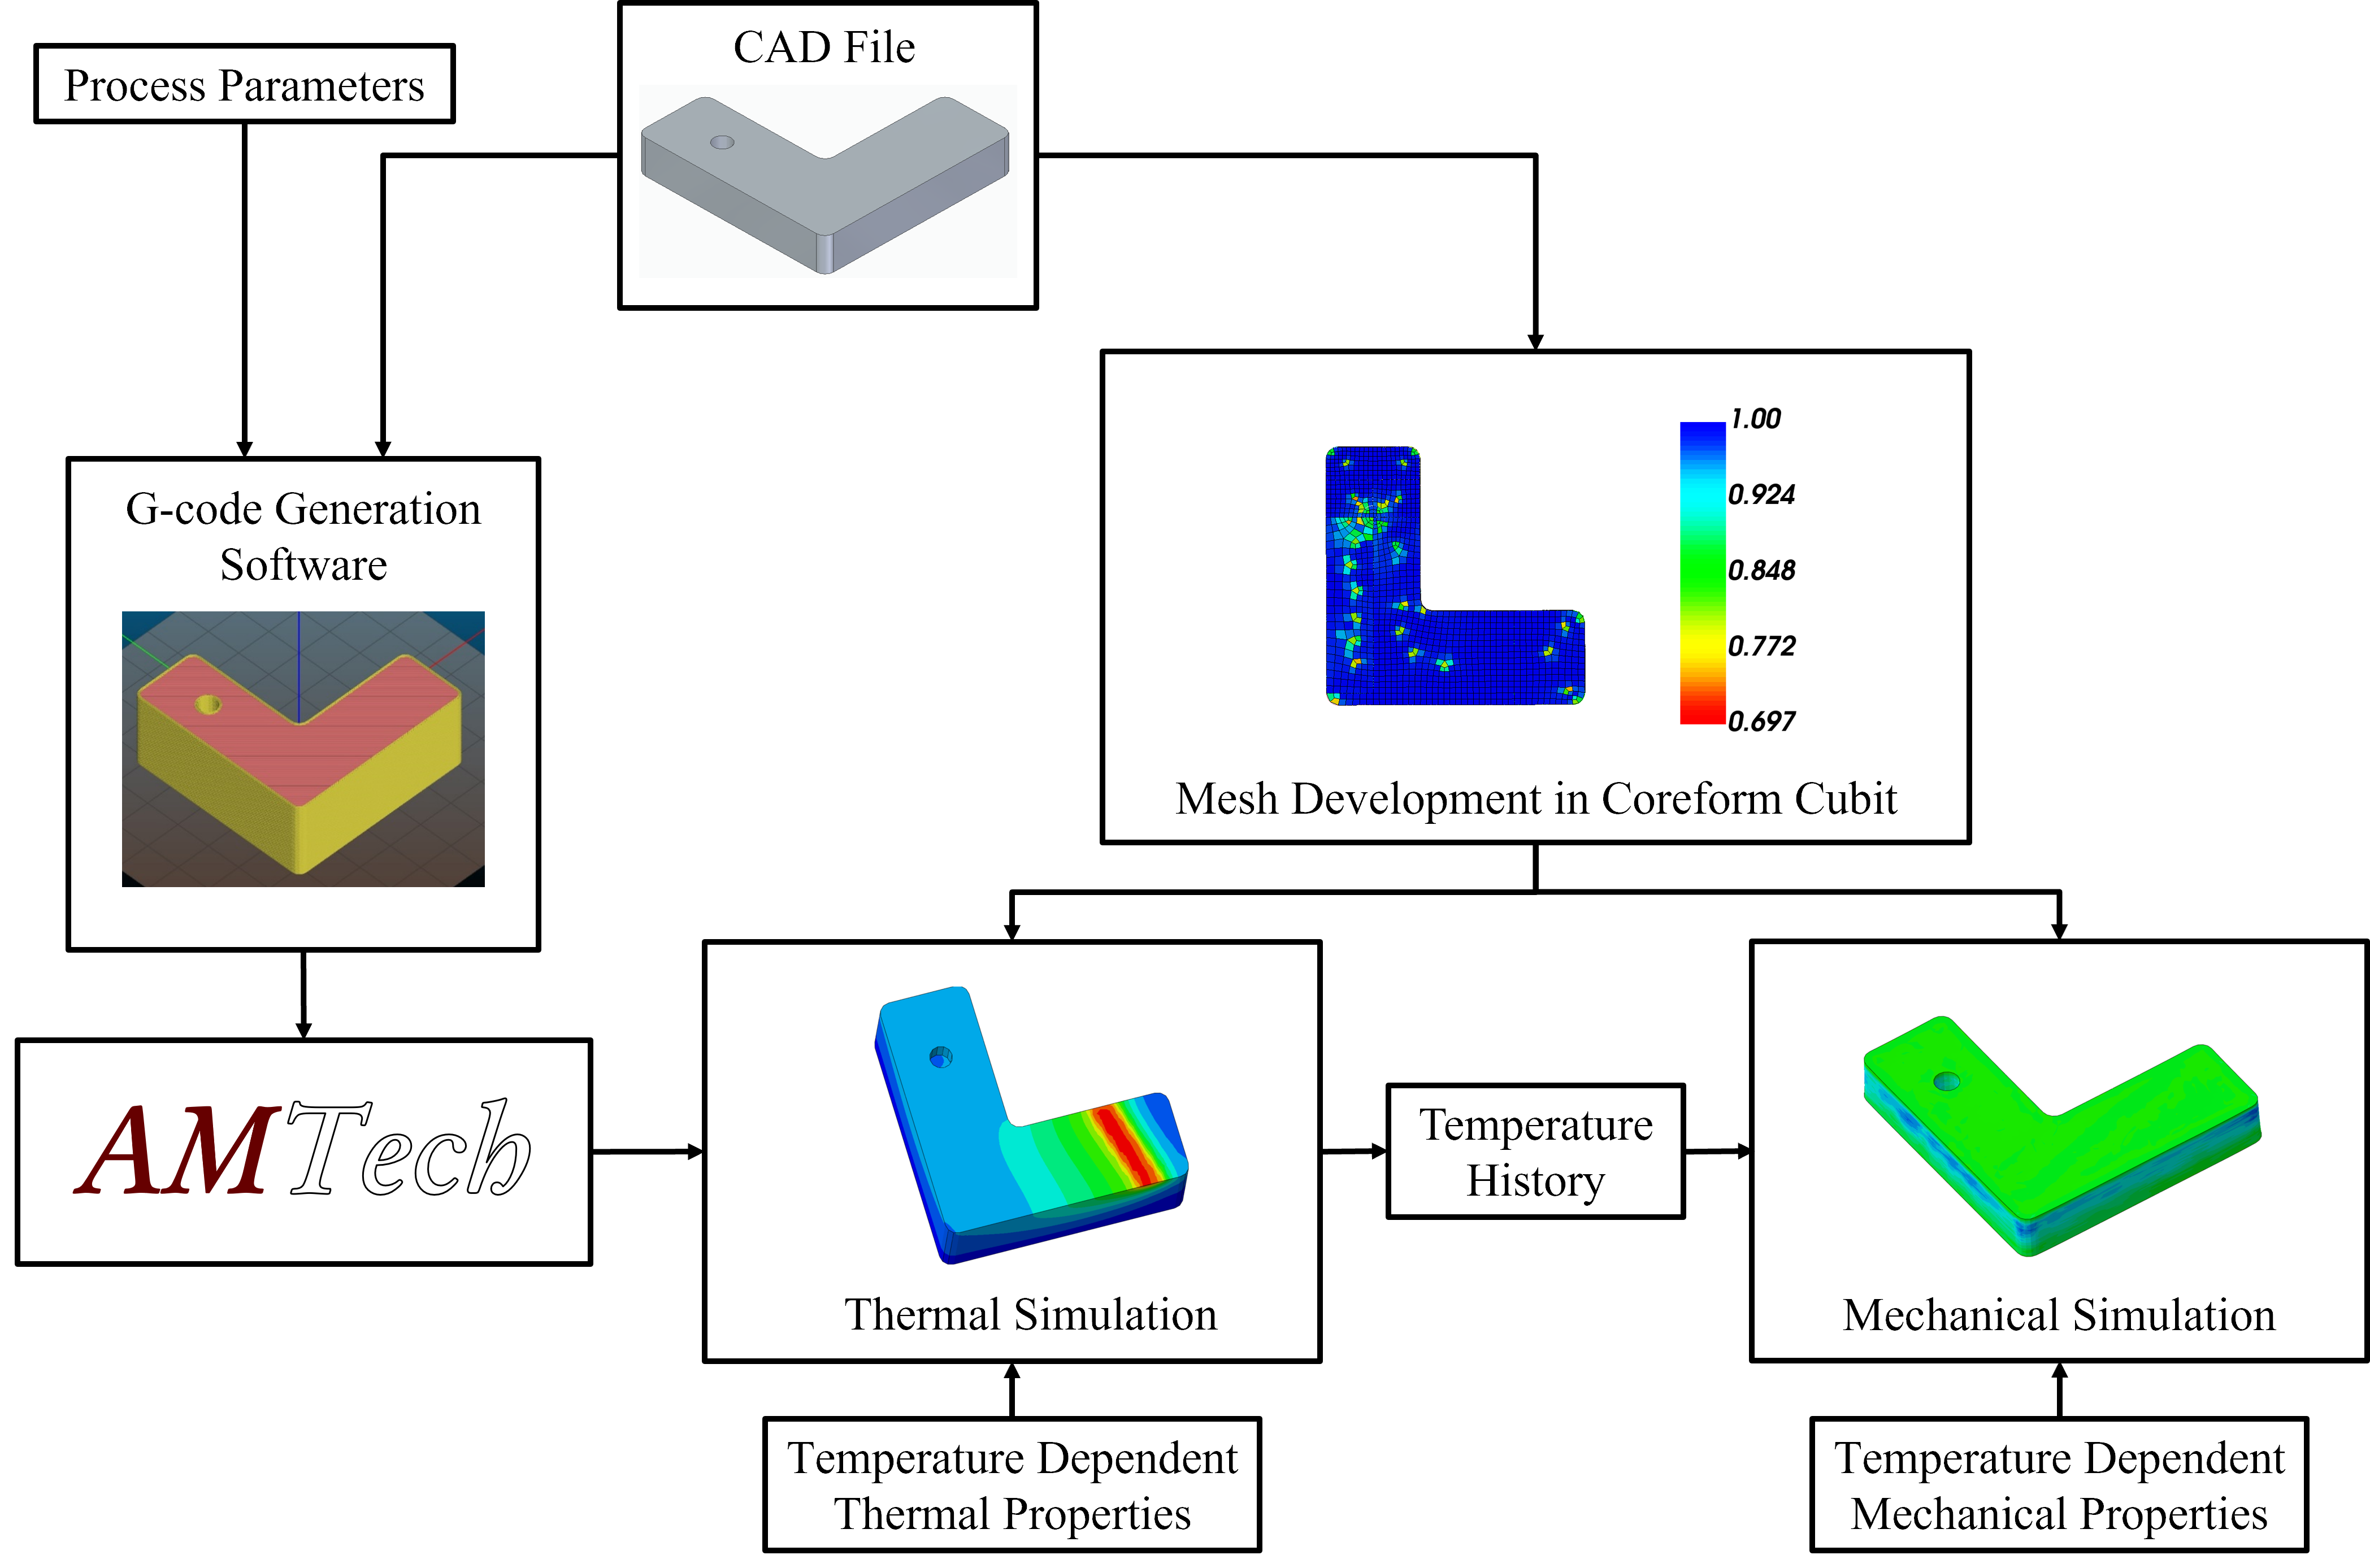 CAD File
Process Parameters
G-code Generation
Software
1.00
0.924
0.848
0.772
0.697
Mesh Development in Coreform Cubit
AMTech
Thermal Simulation
Temperature
History
Mechanical Simulation
Temperature Dependent
Thermal Properties
Temperature Dependent
Mechanical Properties